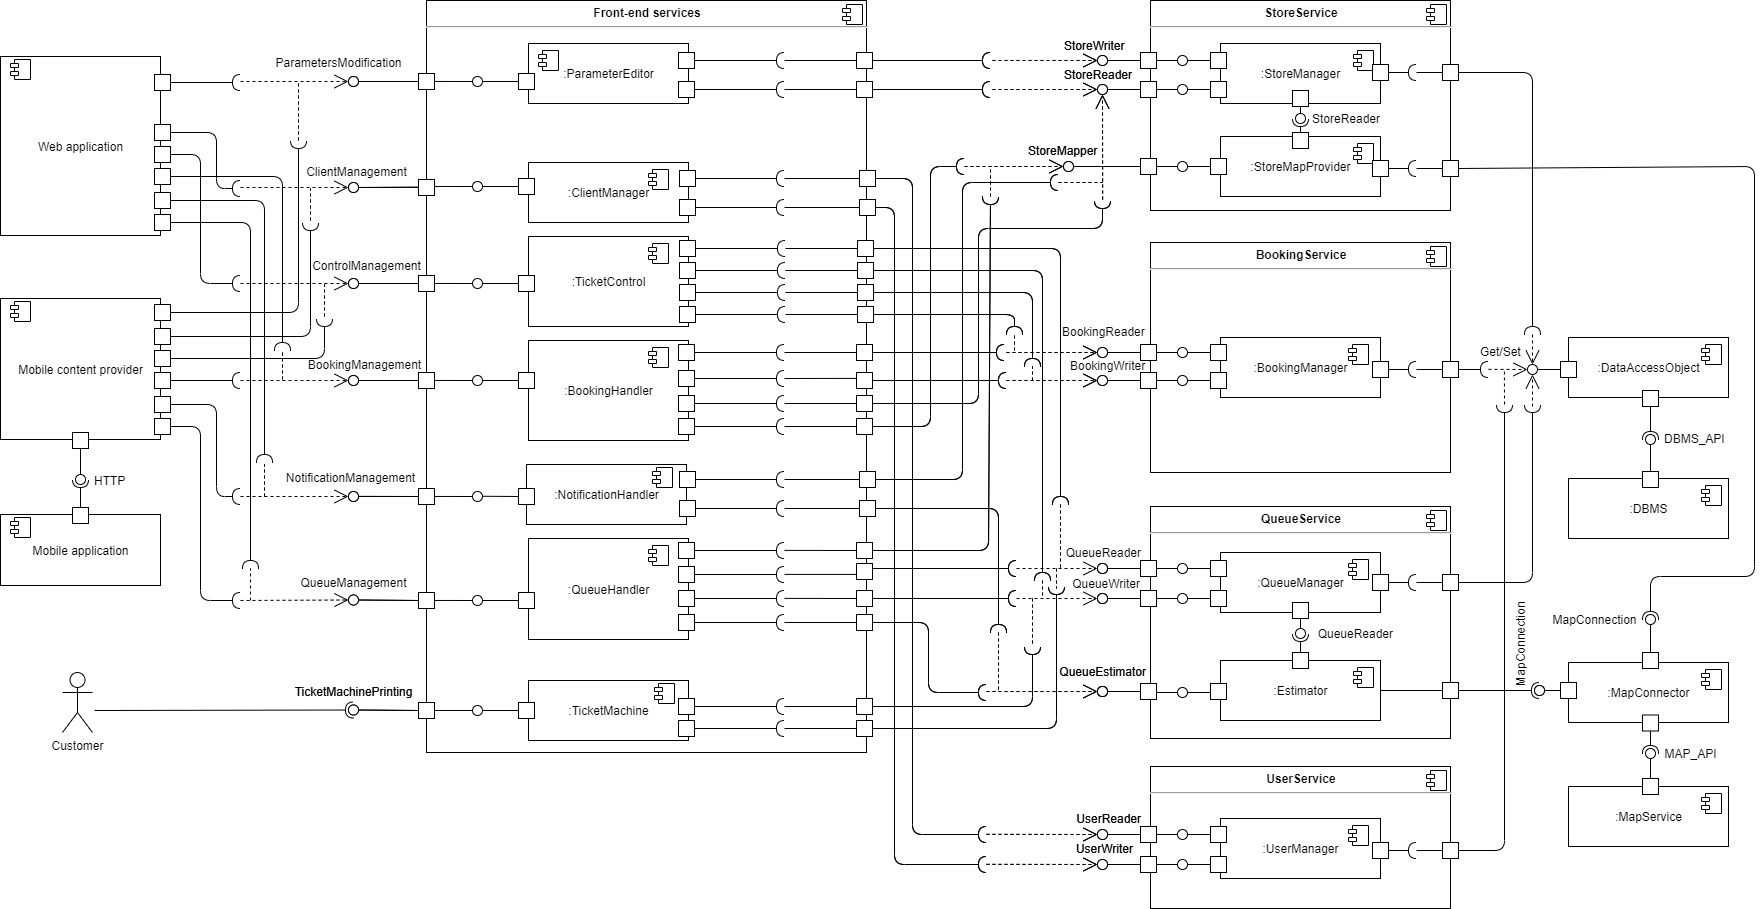 Front-end services
StoreService
StoreWriter
ParametersModification
StoreReader
:ParameterEditor
:StoreManager
StoreReader
Web application
StoreMapper
:StoreMapProvider
ClientManagement
:ClientManager
BookingService
ControlManagement
:TicketControl
BookingReader
Get/Set
Mobile content provider
BookingManagement
BookingWriter
:BookingManager
:DataAccessObject
:BookingHandler
DBMS_API
HTTP
NotificationManagement
:NotificationHandler
:DBMS
QueueService
Mobile application
QueueReader
QueueManagement
QueueWriter
:QueueManager
:QueueHandler
MapConnection
MapConnection
QueueReader
QueueEstimator
TicketMachinePrinting
:Estimator
:MapConnector
:TicketMachine
Customer
MAP_API
UserService
UserReader
:MapService
UserWriter
:UserManager